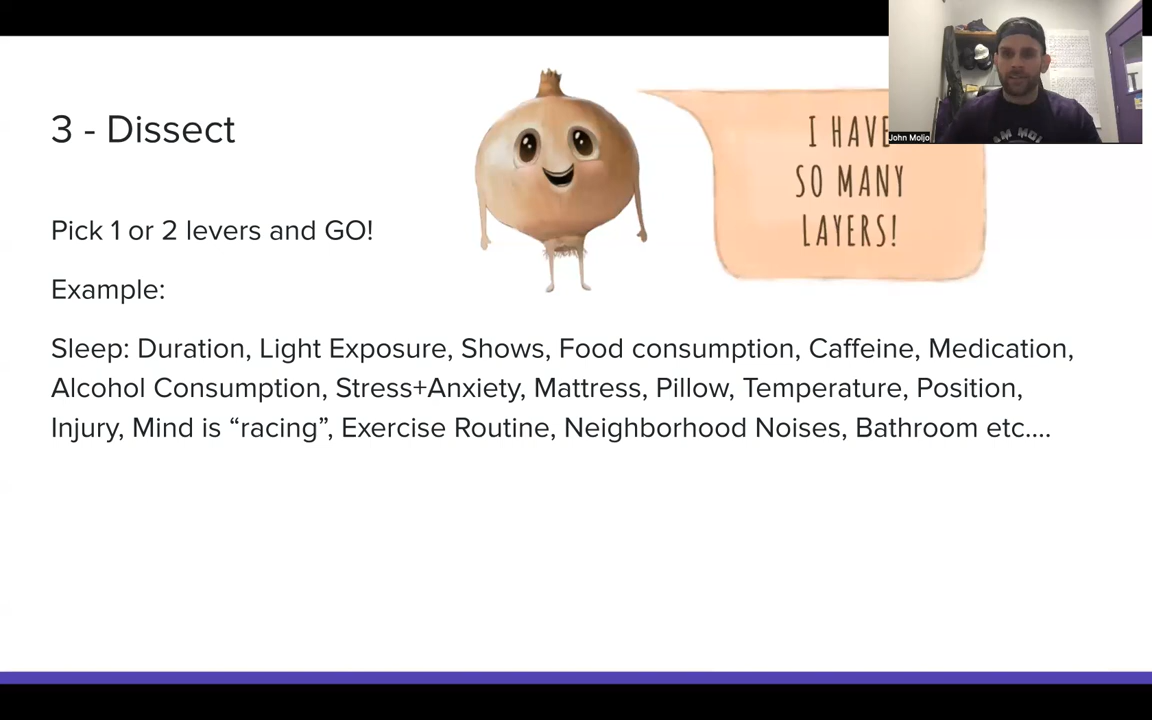 3 - Dissect
I HAVE
SO MANY
LAYERS!
Pick 1 or 2 levers and GO!
Example:
Sleep: Duration, Light Exposure, Shows, Food consumption, Caffeine, Medication,
Alcohol Consumption, Stress+Anxiety, Mattress, Pillow, Temperature, Position,
Injury, Mind is “racing”, Exercise Routine, Neighborhood Noises, Bathroom etc....
John Moljo